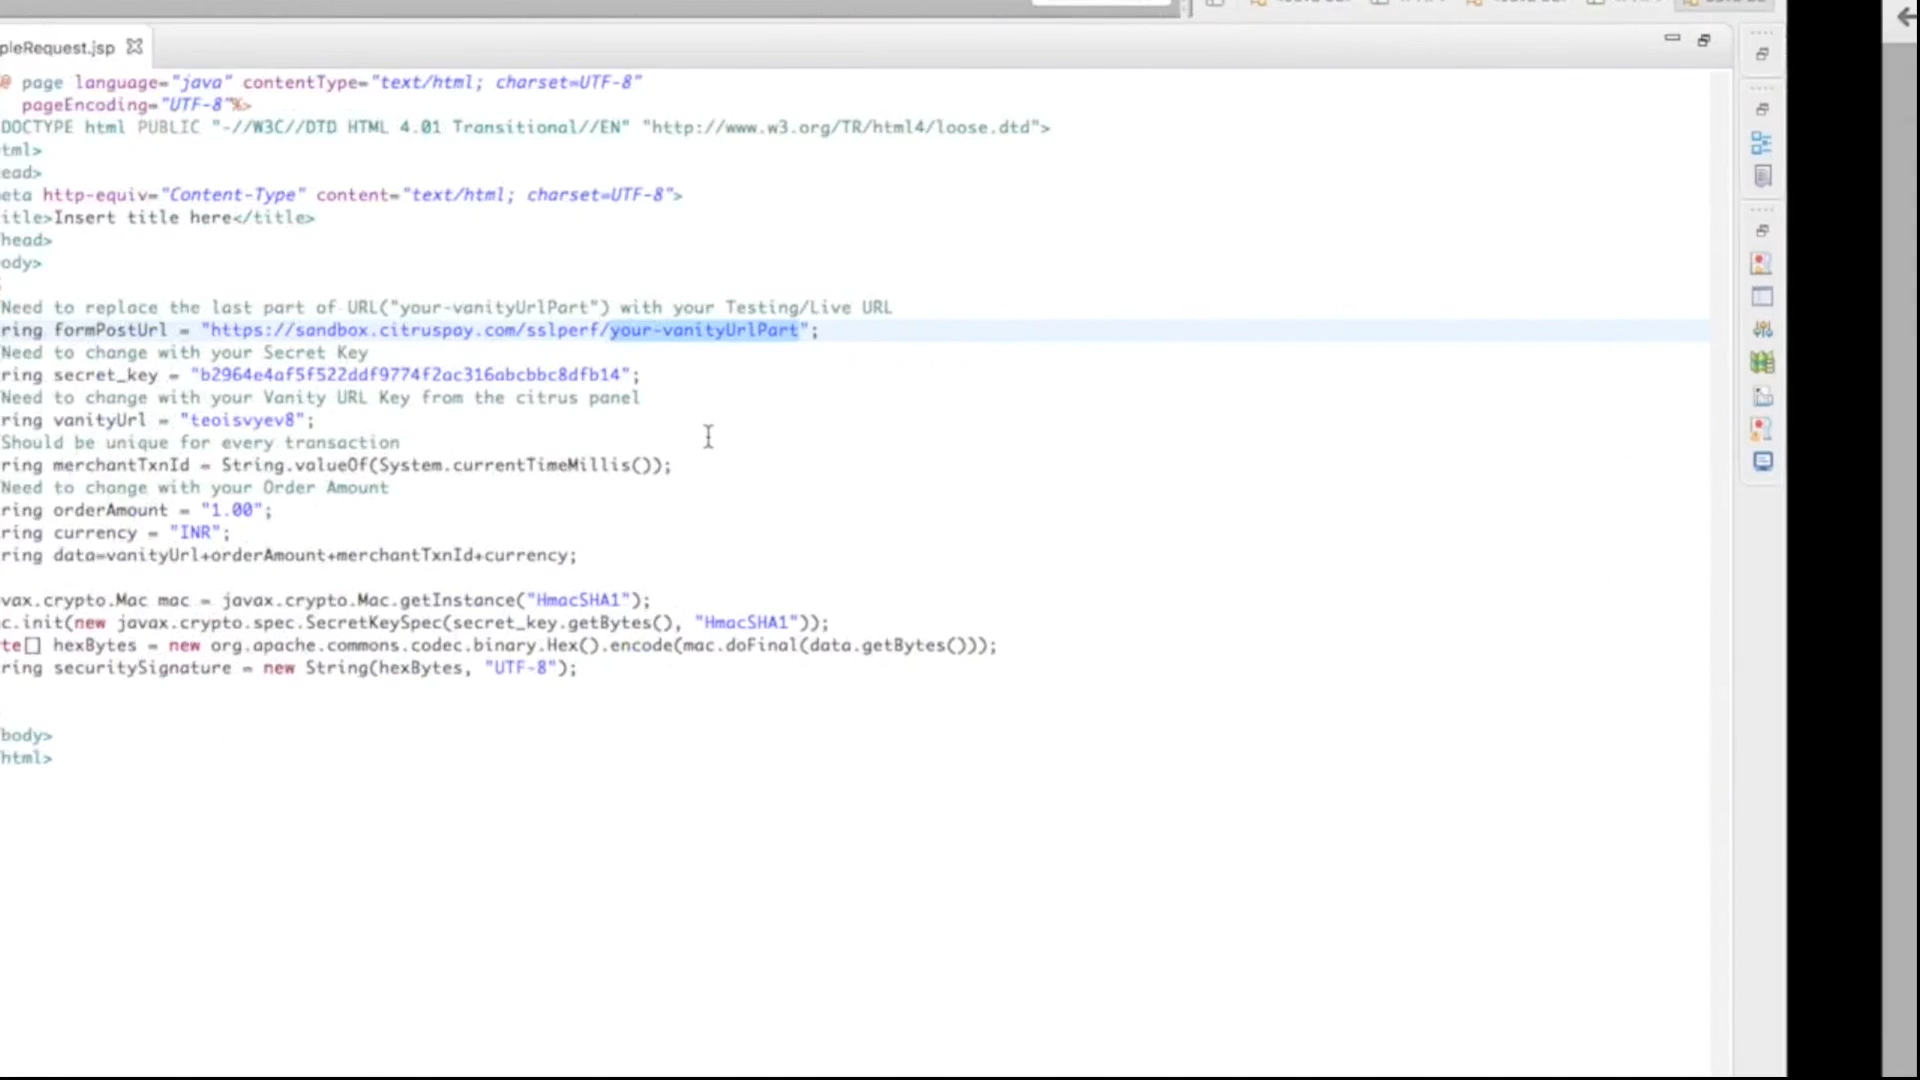 pleRequest.jsp
@ page language="java" contentType="text/html; charset=UTF-8"
pageEncoding="UTF-8"%>
DOCTYPE html PUBLIC "-//W3C//DTD HTML 4.01 Transitional//EN" "http://www.w3.org/TR/html4/loose.dtd">
tml>
ead>
eta http-equiv="Content-Type" content="text/html; charset=UTF-8">
itle>Insert title here</title>
head>
ody>
Need to replace the last part of URL("your-vanityUrlPart") with your Testing/Live URL
ring formPostUrl = "https://sandbox.citruspay.com/sslperf/your-vanityUrlPart";
Need to change with your Secret Key
ring secret_key = "b2964e4af5f522ddf9774f2ac316abcbbc8dfb14";
Need to change with your Vanity URL Key from the citrus panel
ring vanityUrl = "teoisvyev8";
Should be unique for every transaction
ring merchantTxnId = String.valueOf(System.currentTimeMillis());
Need to change with your Order Amount
ring orderAmount = "1.00";
ring currency = "INR";
ring data=vanityUrl+orderAmount+merchantTxnId+currency;
vax.crypto.Mac mac = javax.crypto.Mac.getInstance("HmacSHA1");
c.init(new javax.crypto.spec.SecretKeySpec(secret_key.getBytes(), "HmacSHA1"));
te[] hexBytes = new org.apache.commons.codec.binary.Hex().encode(mac.doFinal(data.getBytes()));
ring securitySignature = new String(hexBytes, "UTF-8");
body>
html>